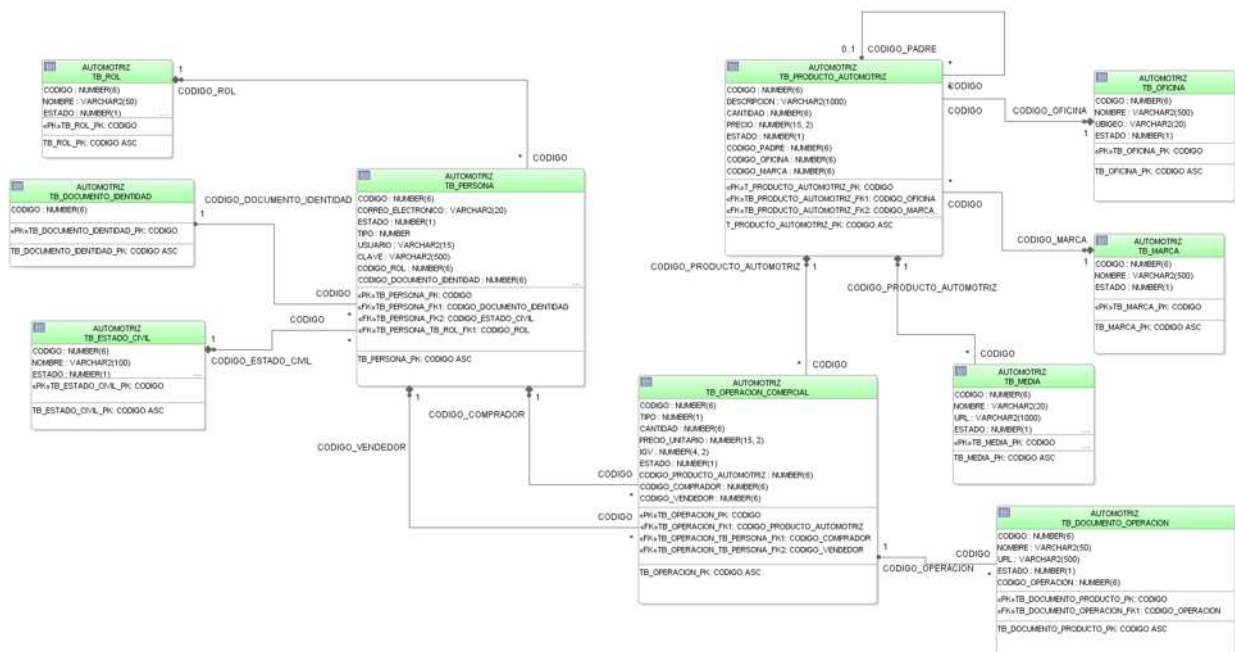 AUTOMOTRIZ
TB_ROL
CODIGO : NUMBER(6)
NOMBRE : VARCHAR2(50)
ESTADO : NUMBER(1)
...
«PK»TB_ROL_PK: CODIGO
TB_ROL_PK: CODIGO ASC
1
CODIGO_ROL
* CODIGO
AUTOMOTRIZ
TB_DOCUMENTO_IDENTIDAD
CODIGO : NUMBER(6)
«PK»TB_DOCUMENTO_IDENTIDAD_PK: CODIGO
TB_DOCUMENTO_IDENTIDAD_PK: CODIGO ASC
CODIGO_DOCUMENTO_IDENTIDAD
1
CODIGO
*
AUTOMOTRIZ
TB_ESTADO_CIVIL
CODIGO : NUMBER(6)
NOMBRE : VARCHAR2(100)
ESTADO : NUMBER(1)
...
«PK»TB_ESTADO_CIVIL_PK: CODIGO
TB_ESTADO_CIVIL_PK: CODIGO ASC
1
CODIGO_ESTADO_CIVIL
CODIGO
*
AUTOMOTRIZ
TB_PERSONA
CODIGO : NUMBER(6)
CORREO_ELECTRONICO : VARCHAR2(20)
ESTADO : NUMBER(1)
TIPO : NUMBER
USUARIO : VARCHAR2(15)
CLAVE : VARCHAR2(500)
CODIGO_ROL : NUMBER(6)
CODIGO_DOCUMENTO_IDENTIDAD : NUMBER(6)
...
«PK»TB_PERSONA_PK: CODIGO
«FK»TB_PERSONA_FK1: CODIGO_DOCUMENTO_IDENTIDAD
«FK»TB_PERSONA_FK2: CODIGO_ESTADO_CIVIL
«FK»TB_PERSONA_TB_ROL_FK1: CODIGO_ROL
TB_PERSONA_PK: CODIGO ASC
1
1
CODIGO_COMPRADOR
CODIGO_VENDEDOR
CODIGO
*
CODIGO
*
0..1 CODIGO_PADRE
*
CODIGO
AUTOMOTRIZ
TB_PRODUCTO_AUTOMOTRIZ
CODIGO : NUMBER(6)
DESCRIPCION : VARCHAR2(1000)
CANTIDAD : NUMBER(6)
PRECIO : NUMBER(15, 2)
ESTADO : NUMBER(1)
CODIGO_PADRE : NUMBER(6)
CODIGO_OFICINA : NUMBER(6)
CODIGO_MARCA : NUMBER(6)
«PK»T_PRODUCTO_AUTOMOTRIZ_PK: CODIGO
«FK»TB_PRODUCTO_AUTOMOTRIZ_FK1: CODIGO_OFICINA
«FK»TB_PRODUCTO_AUTOMOTRIZ_FK2: CODIGO_MARCA
T_PRODUCTO_AUTOMOTRIZ_PK: CODIGO ASC
*
CODIGO
CODIGO_OFICINA
1
AUTOMOTRIZ
TB_OFICINA
CODIGO : NUMBER(6)
NOMBRE : VARCHAR2(500)
UBIGEO : VARCHAR2(20)
ESTADO : NUMBER(1)
«PK»TB_OFICINA_PK: CODIGO
TB_OFICINA_PK: CODIGO ASC
*
CODIGO
CODIGO_MARCA
1
AUTOMOTRIZ
TB_MARCA
CODIGO : NUMBER(6)
NOMBRE : VARCHAR2(500)
ESTADO : NUMBER(1)
«PK»TB_MARCA_PK: CODIGO
TB_MARCA_PK: CODIGO ASC
CODIGO_PRODUCTO_AUTOMOTRIZ
1
CODIGO
*
1
CODIGO_PRODUCTO_AUTOMOTRIZ
* CODIGO
AUTOMOTRIZ
TB_MEDIA
CODIGO : NUMBER(6)
NOMBRE : VARCHAR2(20)
URL : VARCHAR2(1000)
ESTADO : NUMBER(1)
...
«PK»TB_MEDIA_PK: CODIGO
...
TB_MEDIA_PK: CODIGO ASC
AUTOMOTRIZ
TB_OPERACION_COMERCIAL
CODIGO : NUMBER(6)
TIPO : NUMBER(1)
CANTIDAD : NUMBER(6)
PRECIO_UNITARIO : NUMBER(15, 2)
IGV : NUMBER(4, 2)
ESTADO : NUMBER(1)
CODIGO_PRODUCTO_AUTOMOTRIZ : NUMBER(6)
CODIGO_COMPRADOR : NUMBER(6)
CODIGO_VENDEDOR : NUMBER(6)
«PK»TB_OPERACION_PK: CODIGO
«FK»TB_OPERACION_FK1: CODIGO_PRODUCTO_AUTOMOTRIZ
«FK»TB_OPERACION_TB_PERSONA_FK1: CODIGO_COMPRADOR
«FK»TB_OPERACION_TB_PERSONA_FK2: CODIGO_VENDEDOR
TB_OPERACION_PK: CODIGO ASC
1
CODIGO_OPERACION
CODIGO
*
AUTOMOTRIZ
TB_DOCUMENTO_OPERACION
CODIGO : NUMBER(6)
NOMBRE : VARCHAR2(50)
URL : VARCHAR2(500)
ESTADO : NUMBER(1)
CODIGO_OPERACION : NUMBER(6)
«PK»TB_DOCUMENTO_PRODUCTO_PK: CODIGO
«FK»TB_DOCUMENTO_OPERACION_FK1: CODIGO_OPERACION
TB_DOCUMENTO_PRODUCTO_PK: CODIGO ASC